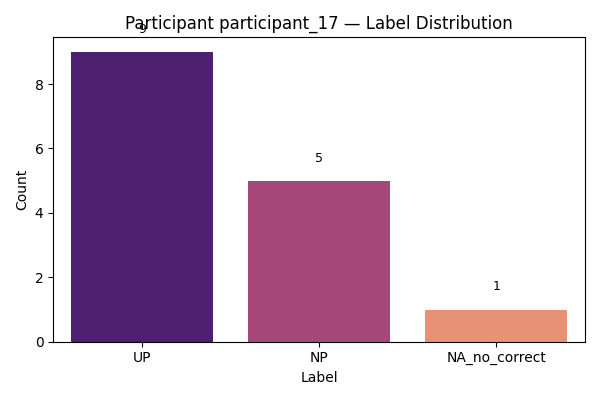 Participant participant_17 — Label Distribution
9
5
1
8
6
4
2
0
Count
UP NP NA_no_correct
Label